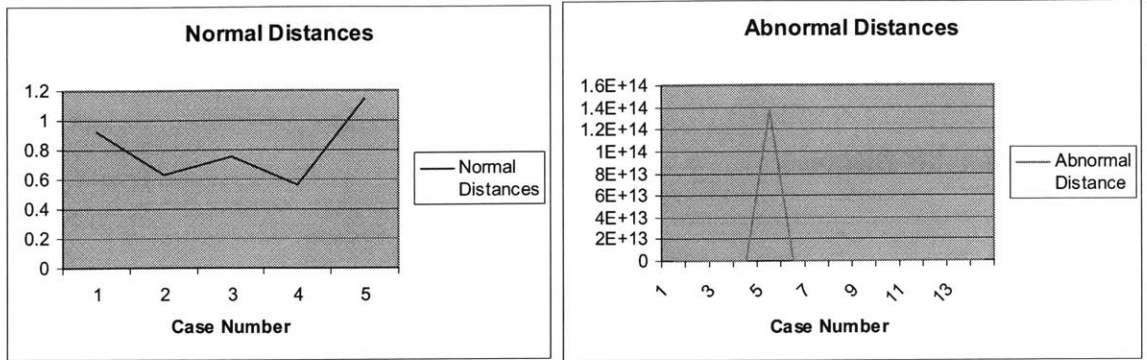 Normal Distances
1.2
1
0.8
0.6
0.4
0.2
0
1 2 3 4 5
Case Number
Normal
Distances
Abnormal Distances
1.6E+14
1.4E+14
1.2E+14
1E+14
8E+13
6E+13
4E+13
2E+13
0
1 3 5 7 9 11 13
Case Number
Abnormal
Distance